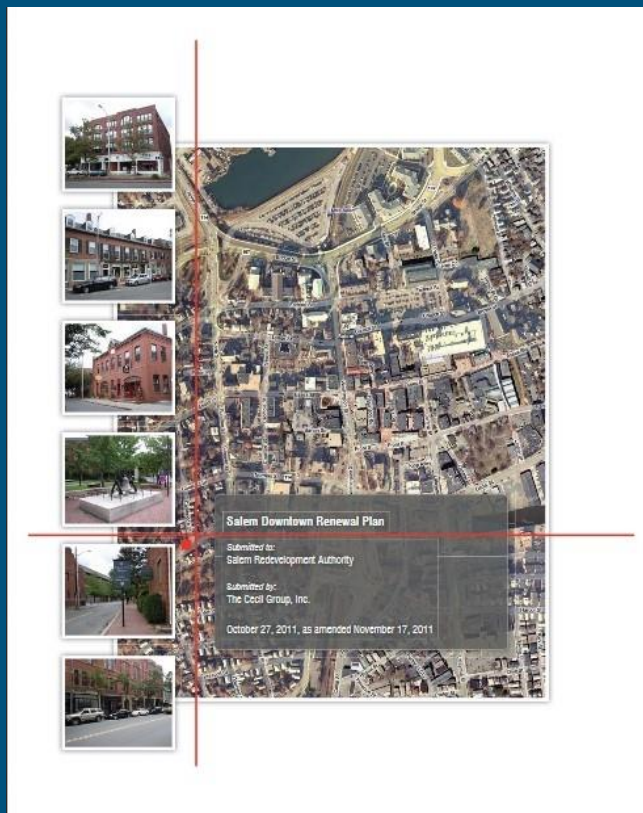 Salem Downtown Renewal Plan
Submitted to:
Salem Redevelopment Authority
Submitted by:
The Cecil Group, Inc.
October 27, 2011, as amended November 17, 2011